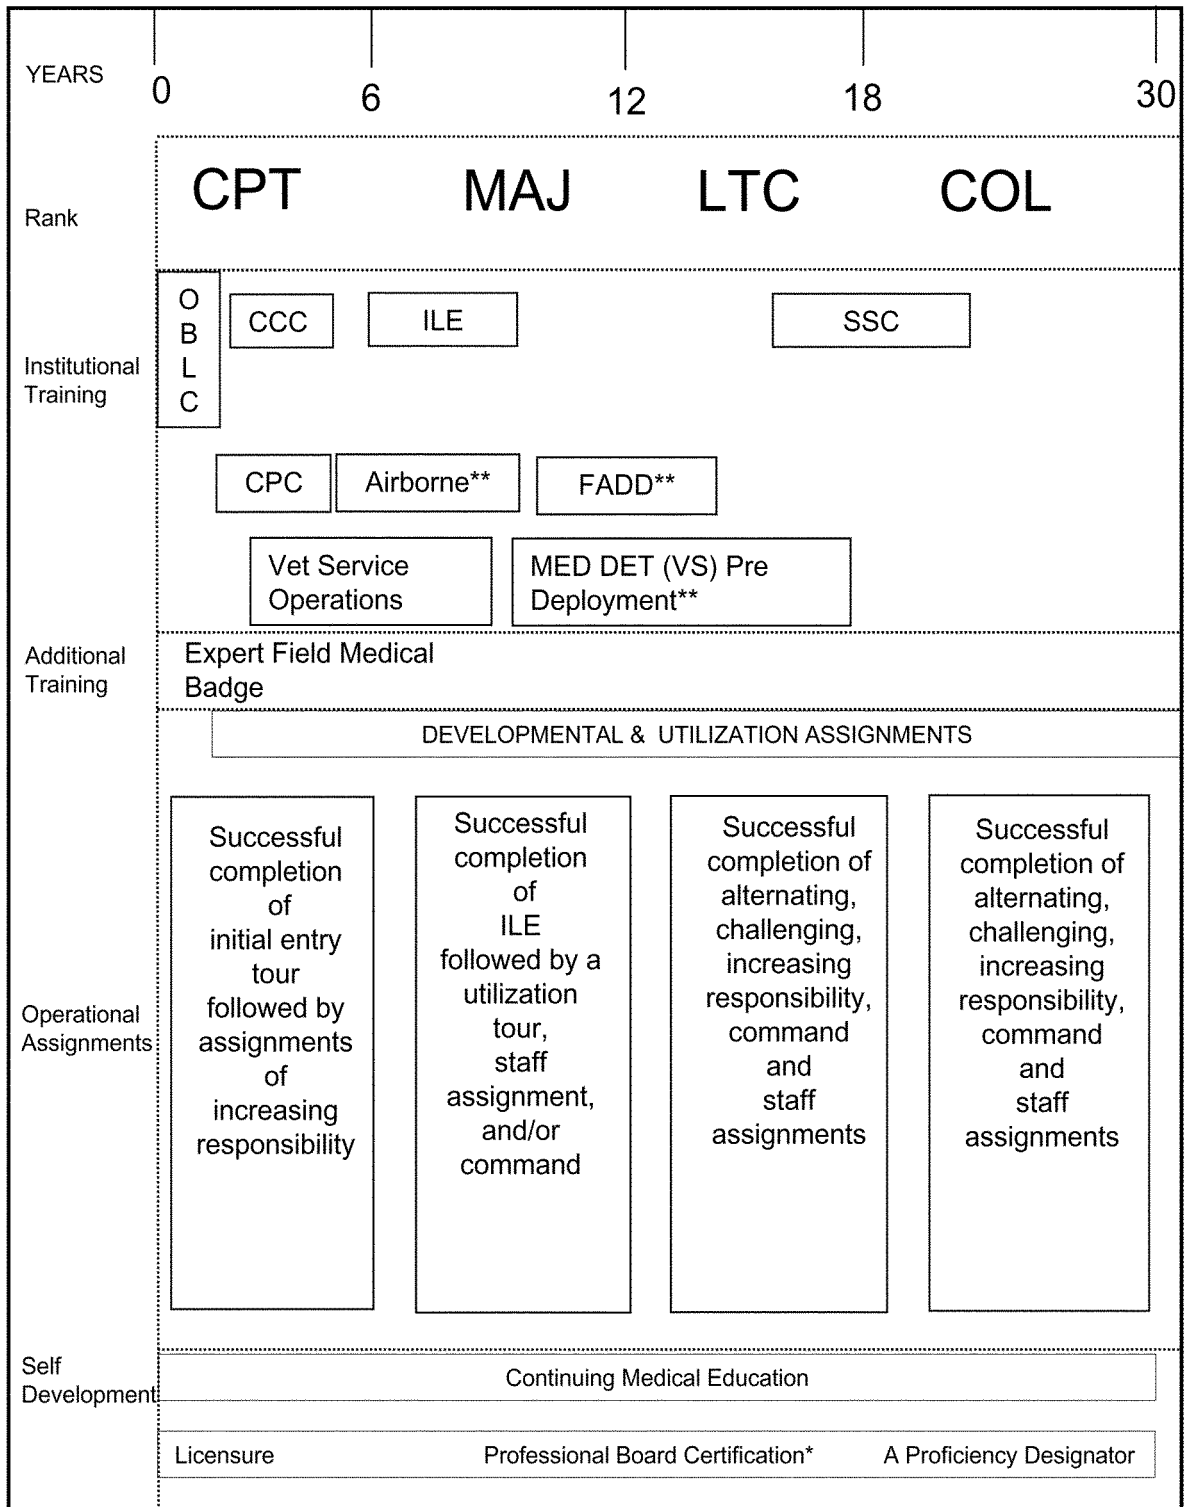 YEARS
0 6 12 18 30
Rank
CPT MAJ LTC COL
Institutional
Training
O
B
L
C
CCC ILE SSC
CPC Airborne** FADD**
Vet Service
Operations
MED DET (VS) Pre
Deployment**
Additional
Training
Expert Field Medical
Badge
DEVELOPMENTAL & UTILIZATION ASSIGNMENTS
Operational
Assignments
Successful
completion
of
initial entry
tour
followed by
assignments
of
increasing
responsibility
Successful
completion
of
ILE
followed by a
utilization
tour,
staff
assignment,
and/or
command
Successful
completion of
alternating,
challenging,
increasing
responsibility,
command
and
staff
assignments
Successful
completion of
alternating,
challenging,
increasing
responsibility,
command
and
staff
assignments
Self
Development
Continuing Medical Education
Licensure Professional Board Certification* A Proficiency Designator